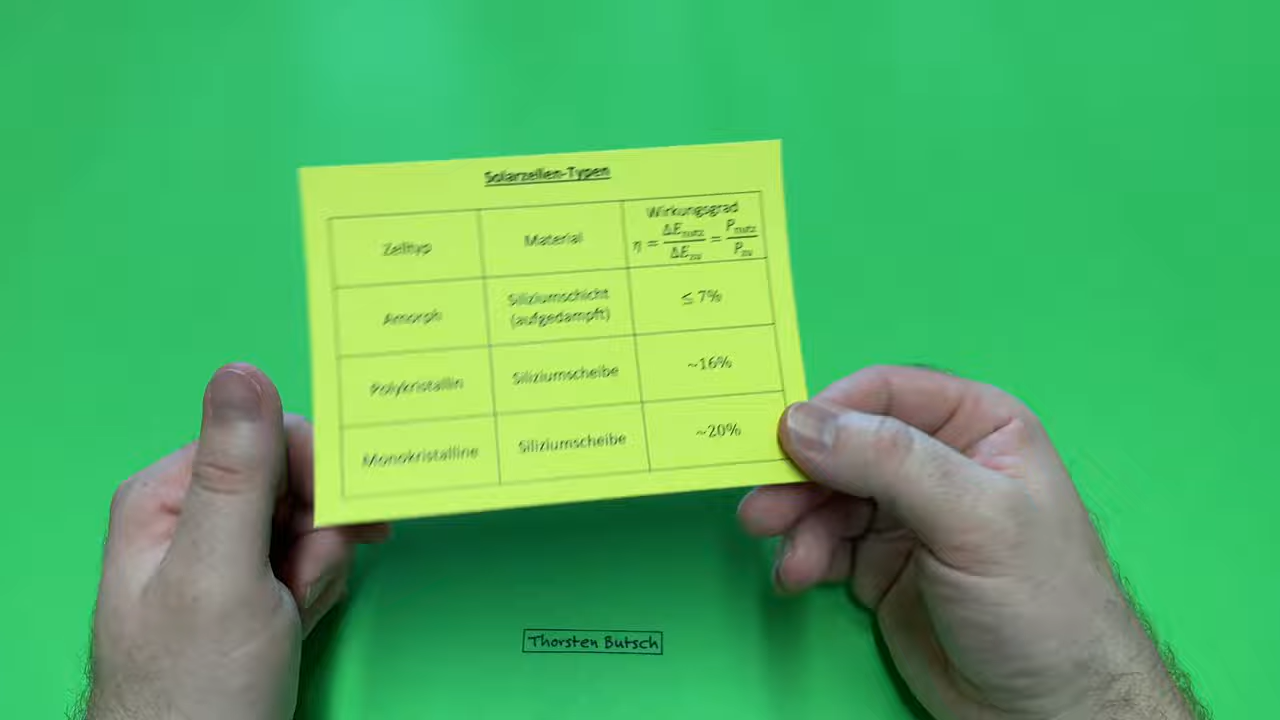 Solarzellen-Typen
Zelltyp
Material
Wirkungsgrad
η = ΔE_nutz / ΔE_zu = P_nutz / P_zu
Amorph
Siliziumschicht
(aufgedampft)
≤ 7%
Polykristallin
Siliziumscheibe
~16%
Monokristalline
Siliziumscheibe
~20%
Thorsten Butsch